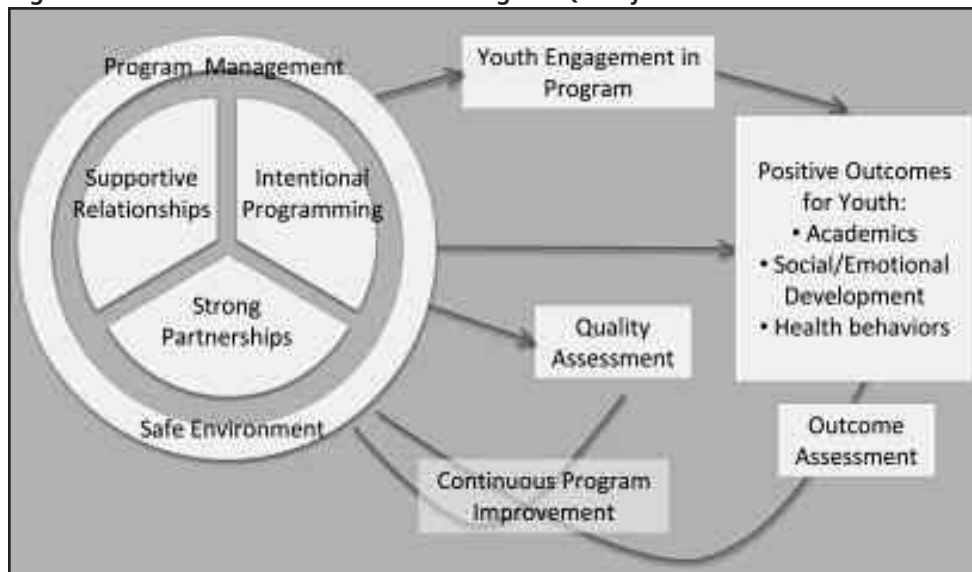 Program Management
Supportive
Relationships
Intentional
Programming
Strong
Partnerships
Safe Environment
Youth Engagement in
Program
Positive Outcomes
for Youth:
• Academics
• Social/Emotional
Development
• Health behaviors
Quality
Assessment
Outcome
Assessment
Continuous Program
Improvement